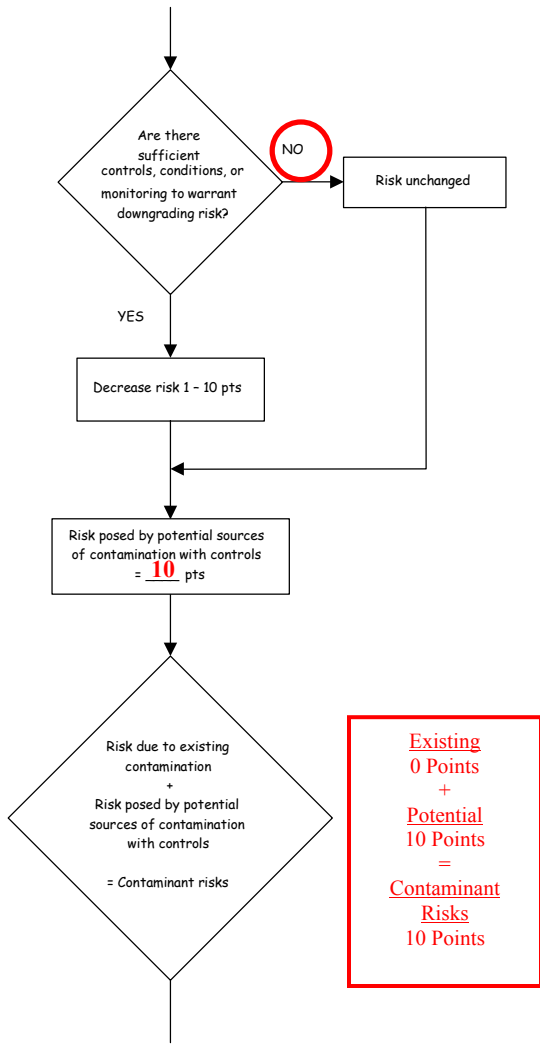 Are there
sufficient
controls, conditions, or
monitoring to warrant
downgrading risk?
NO
Risk unchanged
YES
Decrease risk 1 – 10 pts
Risk posed by potential sources
of contamination with controls
= 10 pts
Risk due to existing
contamination
+
Risk posed by potential
sources of contamination
with controls
= Contaminant risks
Existing
0 Points
+
Potential
10 Points
=
Contaminant
Risks
10 Points